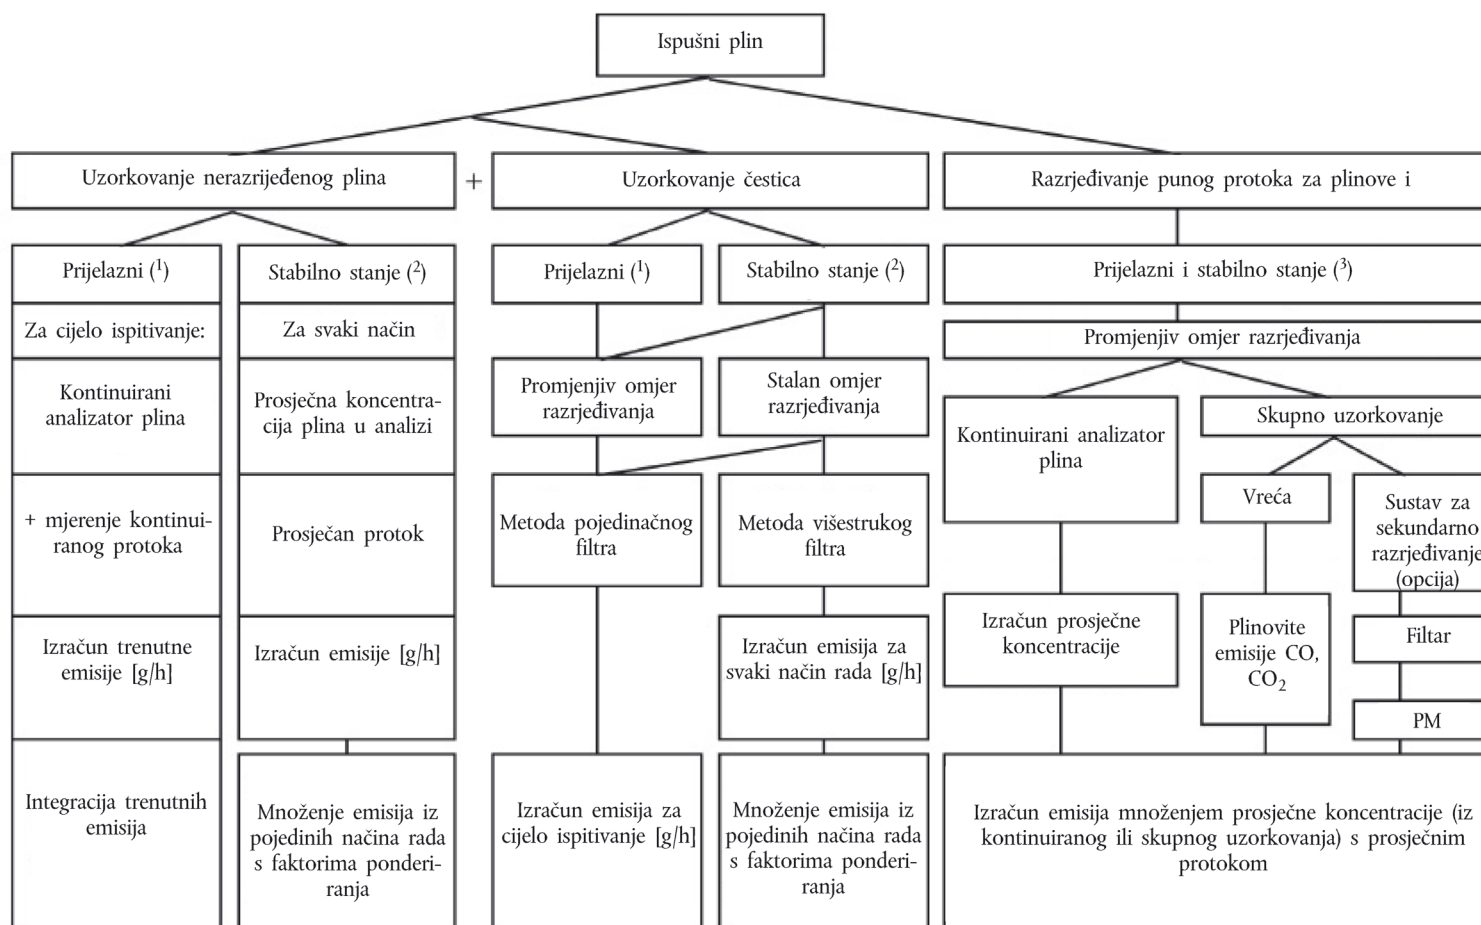 Ispušni plin
Uzorkovanje nerazrijeđenog plina
+
Uzorkovanje čestica
Razrjeđivanje punog protoka za plinove i
Prijelazni (1)
Stabilno stanje (2)
Prijelazni (1)
Stabilno stanje (2)
Prijelazni i stabilno stanje (3)
Za cijelo ispitivanje:
Za svaki način
Promjenjiv omjer razrjeđivanja
Kontinuirani
analizator plina
Prosječna koncentra-
cija plina u analizi
Promjenjiv omjer
razrjeđivanja
Stalan omjer
razrjeđivanja
Kontinuirani analizator
plina
Skupno uzorkovanje
+ mjerenje kontinui-
ranog protoka
Prosječan protok
Metoda pojedinačnog
filtra
Metoda višestrukog
filtra
Vreća
Sustav za
sekundarno
razrjeđivanje
(opcija)
Izračun trenutne
emisije [g/h]
Izračun emisije [g/h]
Izračun emisija za
svaki način rada [g/h]
Izračun prosječne
koncentracije
Plinovite
emisije CO,
CO2
Filtar
PM
Integracija trenutnih
emisija
Množenje emisija iz
pojedinih načina rada
s faktorima ponderi-
ranja
Izračun emisija za
cijelo ispitivanje [g/h]
Množenje emisija iz
pojedinih načina rada
s faktorima ponderi-
ranja
Izračun emisija množenjem prosječne koncentracije (iz
kontinuiranog ili skupnog uzorkovanja) s prosječnim
protokom